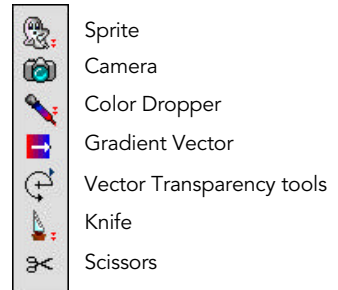 Sprite
Camera
Color Dropper
Gradient Vector
Vector Transparency tools
Knife
Scissors